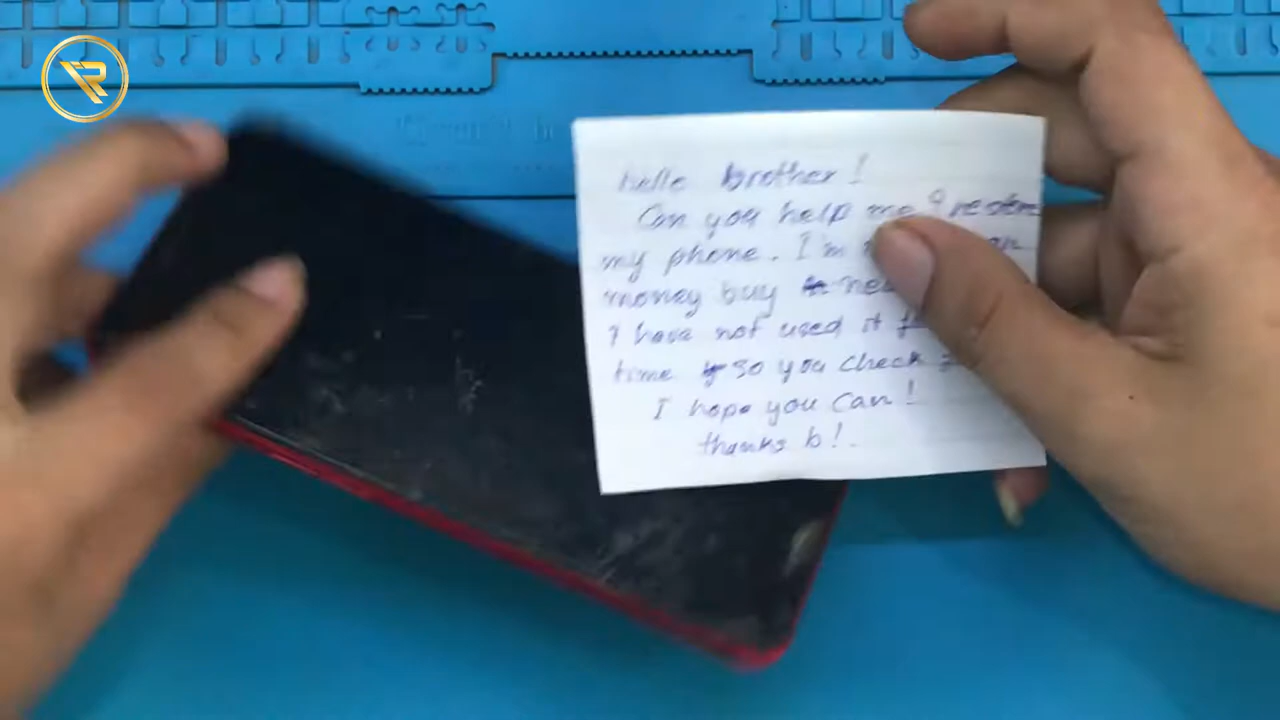 hello brother!
Can you help me ? restore
my phone. I'm
money buy
I have not used it
time so you check
I hope you can!
thanks b!.